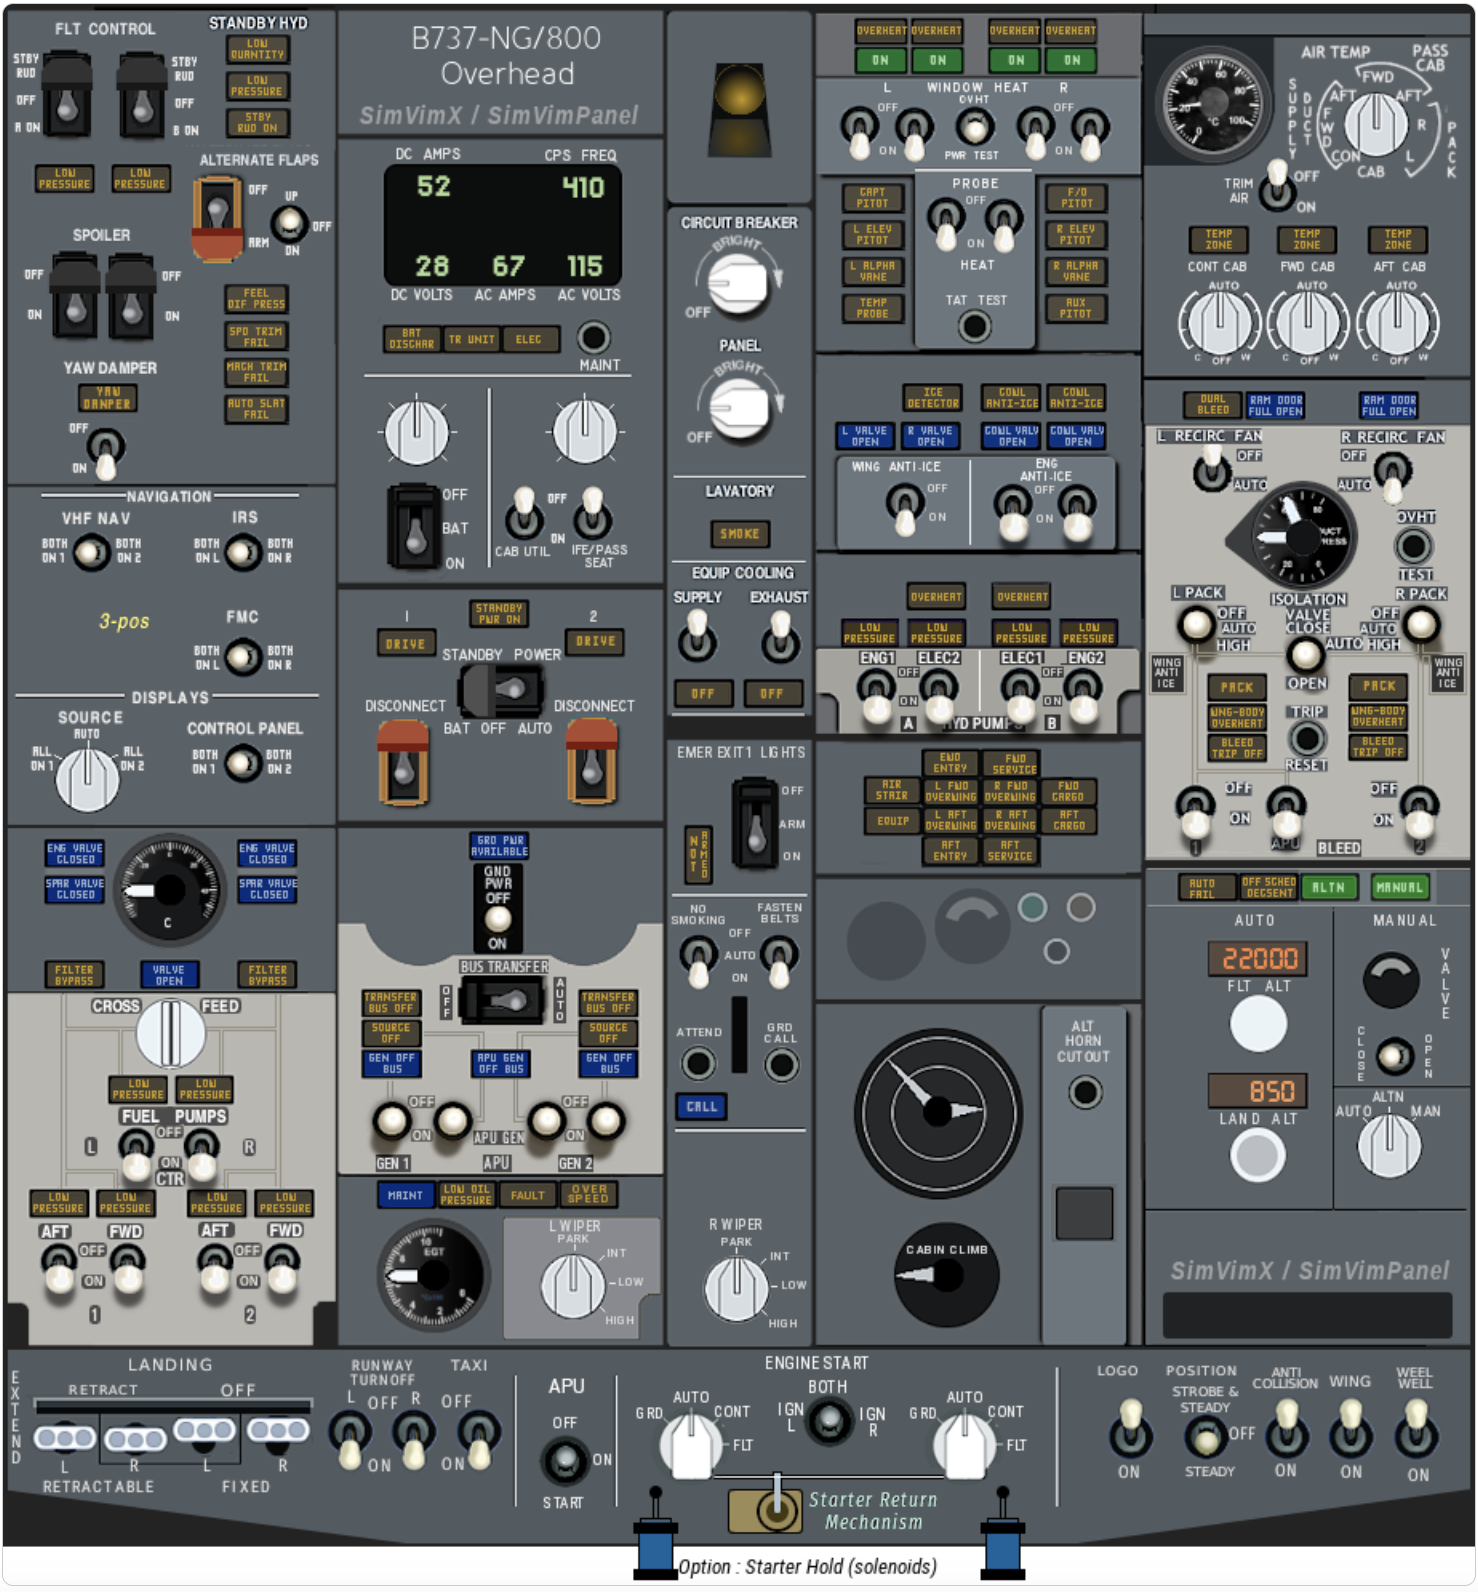 FLT CONTROL
STANDBY HYD
STBY
RUD
OFF
A ON
STBY
RUD
OFF
B ON
LOW
QUANTITY
LOW
PRESSURE
STBY
RUD ON
LOW
PRESSURE
LOW
PRESSURE
ALTERNATE FLAPS
OFF
ARM
UP
OFF
ON
SPOILER
OFF
ON
OFF
ON
FEEL
DIF PRESS
SPD TRIM
FAIL
MACH TRIM
FAIL
AUTO SLAT
FAIL
YAW DAMPER
YAW
DAMPER
OFF
ON
NAVIGATION
VHF NAV
IRS
BOTH
ON 1
BOTH
ON 2
BOTH
ON L
BOTH
ON R
3-pos
FMC
BOTH
ON L
BOTH
ON R
DISPLAYS
SOURCE
AUTO
ALL
ON 1
ALL
ON 2
CONTROL PANEL
BOTH
ON 1
BOTH
ON 2
ENG VALVE
CLOSED
SPAR VALVE
CLOSED
C
ENG VALVE
CLOSED
SPAR VALVE
CLOSED
FILTER
BYPASS
VALVE
OPEN
FILTER
BYPASS
CROSS FEED
LOW
PRESSURE
LOW
PRESSURE
FUEL PUMPS
L
OFF
ON
R
CTR
LOW
PRESSURE
LOW
PRESSURE
LOW
PRESSURE
LOW
PRESSURE
AFT
FWD
AFT
FWD
OFF
ON
OFF
ON
1
2
B737-NG/800
Overhead
SimVimX / SimVimPanel
DC AMPS
CPS FREQ
52
410
28
67
115
DC VOLTS
AC AMPS
AC VOLTS
BAT
DISCHAR
TR UNIT
ELEC
MAINT
OFF
BAT
ON
OFF
ON
CAB UTIL
IFE/PASS
SEAT
1
STANDBY
PWR ON
2
DRIVE
DRIVE
STANDBY POWER
BAT OFF AUTO
DISCONNECT
DISCONNECT
GRD PWR
AVAILABLE
GND
PWR
OFF
ON
BUS TRANSFER
OFF
AUTO
TRANSFER
BUS OFF
SOURCE
OFF
GEN OFF
BUS
APU GEN
OFF BUS
TRANSFER
BUS OFF
SOURCE
OFF
GEN OFF
BUS
OFF
ON
APU GEN
OFF
ON
GEN 1
APU
GEN 2
MAINT
LOW OIL
PRESSURE
FAULT
OVER
SPEED
EGT
L WIPER
PARK
INT
LOW
HIGH
CIRCUIT BREAKER
BRIGHT
OFF
PANEL
BRIGHT
OFF
LAVATORY
SMOKE
EQUIP COOLING
SUPPLY
EXHAUST
OFF
OFF
EMER EXIT1 LIGHTS
OFF
ARM
ON
NOT
ARMED
NO
SMOKING
FASTEN
BELTS
OFF
AUTO
ON
ATTEND
GRD
CALL
CALL
R WIPER
PARK
INT
LOW
HIGH
OVERHEAT
OVERHEAT
OVERHEAT
OVERHEAT
ON
ON
ON
ON
L
WINDOW HEAT
R
OFF
ON
OVHT
PWR TEST
OFF
ON
CAPT
PITOT
L ELEV
PITOT
L ALPHA
VANE
TEMP
PROBE
PROBE
OFF
ON
HEAT
TAT TEST
F/O
PITOT
R ELEV
PITOT
R ALPHA
VANE
AUX
PITOT
ICE
DETECTOR
COWL
ANTI-ICE
COWL
ANTI-ICE
L VALVE
OPEN
R VALVE
OPEN
COWL VALV
OPEN
COWL VALV
OPEN
WING ANTI-ICE
OFF
ON
ENG
ANTI-ICE
OFF
ON
OVERHEAT
OVERHEAT
LOW
PRESSURE
LOW
PRESSURE
LOW
PRESSURE
LOW
PRESSURE
ENG1
ELEC2
ELEC1
ENG2
OFF
ON
OFF
ON
A
HYD PUMPS
B
FWD
ENTRY
FWD
SERVICE
AIR
STAIR
L FWD
OVERWING
R FWD
OVERWING
FWD
CARGO
EQUIP
L AFT
OVERWING
R AFT
OVERWING
AFT
CARGO
AFT
ENTRY
AFT
SERVICE
ALT
HORN
CUTOUT
CABIN CLIMB
0
20
40
60
80
100
°C
AIR TEMP
PASS
CAB
SUPPLY
DUCT
FWD
AFT
AFT
FWD
R
L
CON
CAB
PACK
TRIM
AIR
OFF
ON
TEMP
ZONE
TEMP
ZONE
TEMP
ZONE
CONT CAB
FWD CAB
AFT CAB
AUTO
AUTO
AUTO
C OFF W
C OFF W
C OFF W
DUAL
BLEED
RAM DOOR
FULL OPEN
RAM DOOR
FULL OPEN
L RECIRC FAN
OFF
AUTO
R RECIRC FAN
OFF
AUTO
OVHT
TEST
L PACK
OFF
AUTO
HIGH
ISOLATION
VALVE
CLOSE
AUTO
OPEN
R PACK
OFF
AUTO
HIGH
WING
ANTI
ICE
WING
ANTI
ICE
PACK
WNG-BODY
OVERHEAT
BLEED
TRIP OFF
TRIP
RESET
PACK
WNG-BODY
OVERHEAT
BLEED
TRIP OFF
OFF
ON
OFF
ON
1
APU
BLEED
2
AUTO
FAIL
OFF SCHED
DECSENT
ALTN
MANUAL
AUTO
MANUAL
22000
FLT ALT
VALVE
850
LAND ALT
CLOSE
OPEN
ALTN
AUTO
MAN
SimVimX / SimVimPanel
LANDING
EXTEND
RETRACT
OFF
L
R
L
R
RETRACTABLE
FIXED
RUNWAY
TURNOFF
L OFF R
ON
TAXI
OFF
ON
APU
OFF
ON
START
ENGINE START
AUTO
GRD
CONT
FLT
BOTH
IGN
L
IGN
R
AUTO
GRD
CONT
FLT
Starter Return
Mechanism
Option : Starter Hold (solenoids)
LOGO
ON
POSITION
STROBE &
STEADY
OFF
STEADY
ANTI
COLLISION
ON
WING
ON
WEEL
WELL
ON